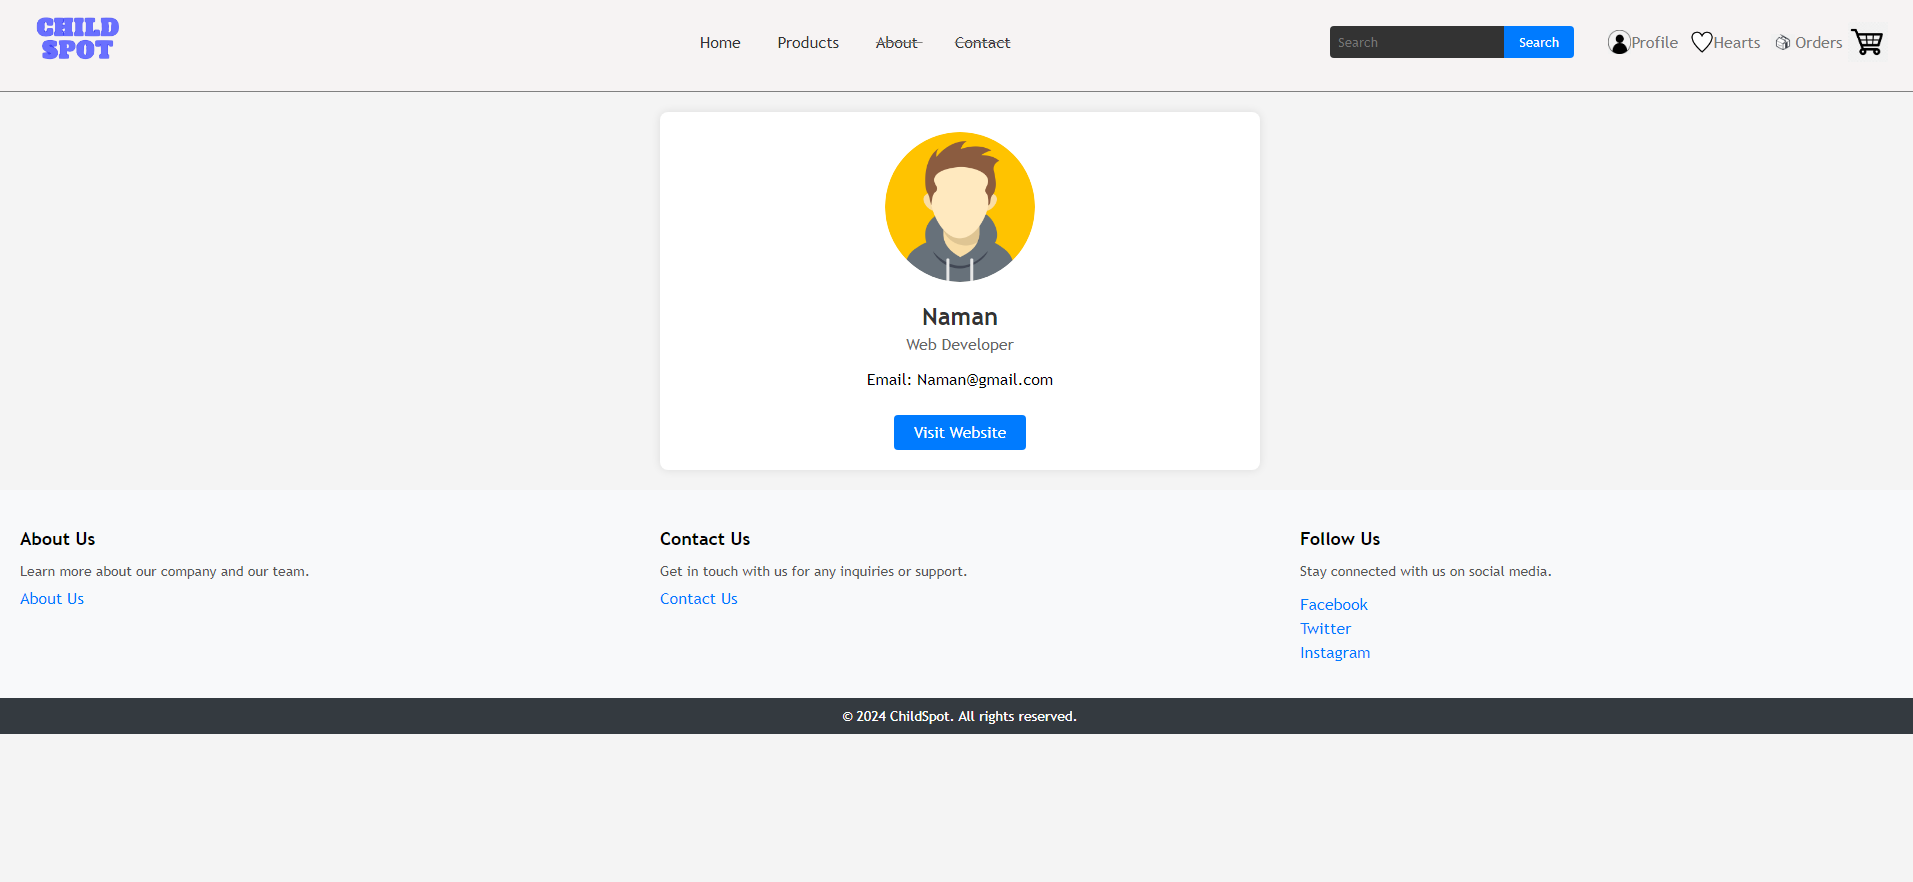 CHILD
SPOT
Home Products About Contact
Search Search
Profile Hearts Orders
Naman
Web Developer
Email: Naman@gmail.com
Visit Website
About Us
Learn more about our company and our team.
About Us
Contact Us
Get in touch with us for any inquiries or support.
Contact Us
Follow Us
Stay connected with us on social media.
Facebook
Twitter
Instagram
© 2024 ChildSpot. All rights reserved.